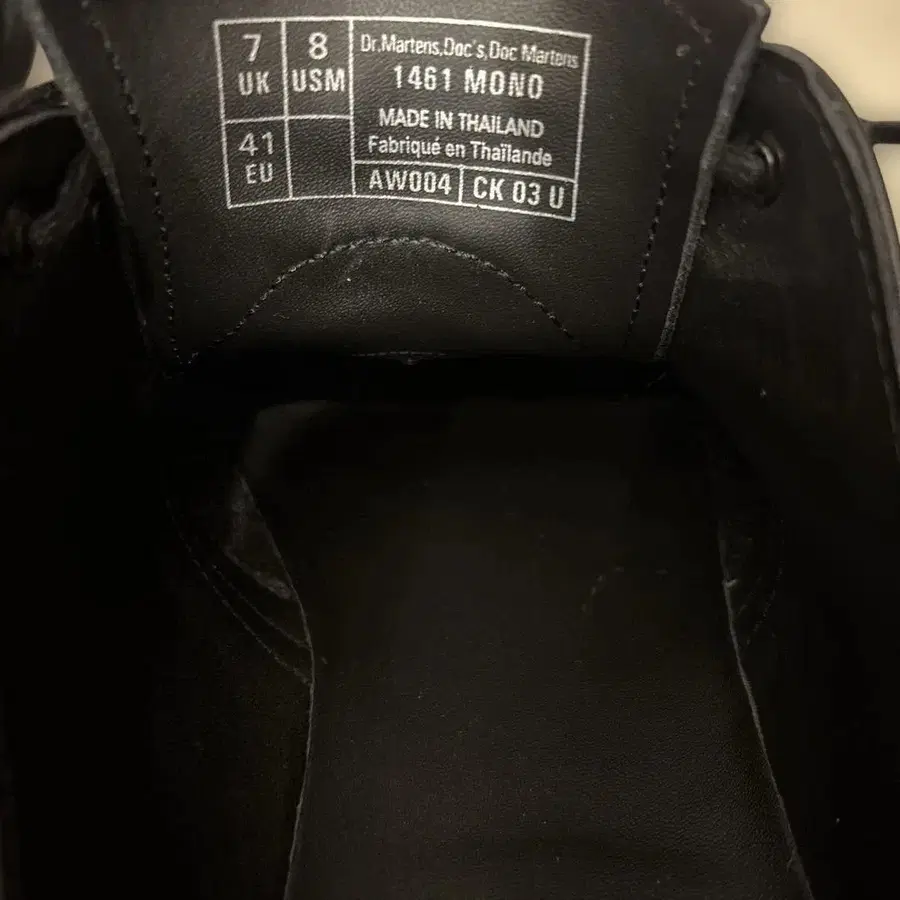 7
UK
8
USM
41
EU
Dr.Martens,Doc's,Doc Martens
1461 MONO
MADE IN THAILAND
Fabriqué en Thaïlande
AW004
CK 03 U